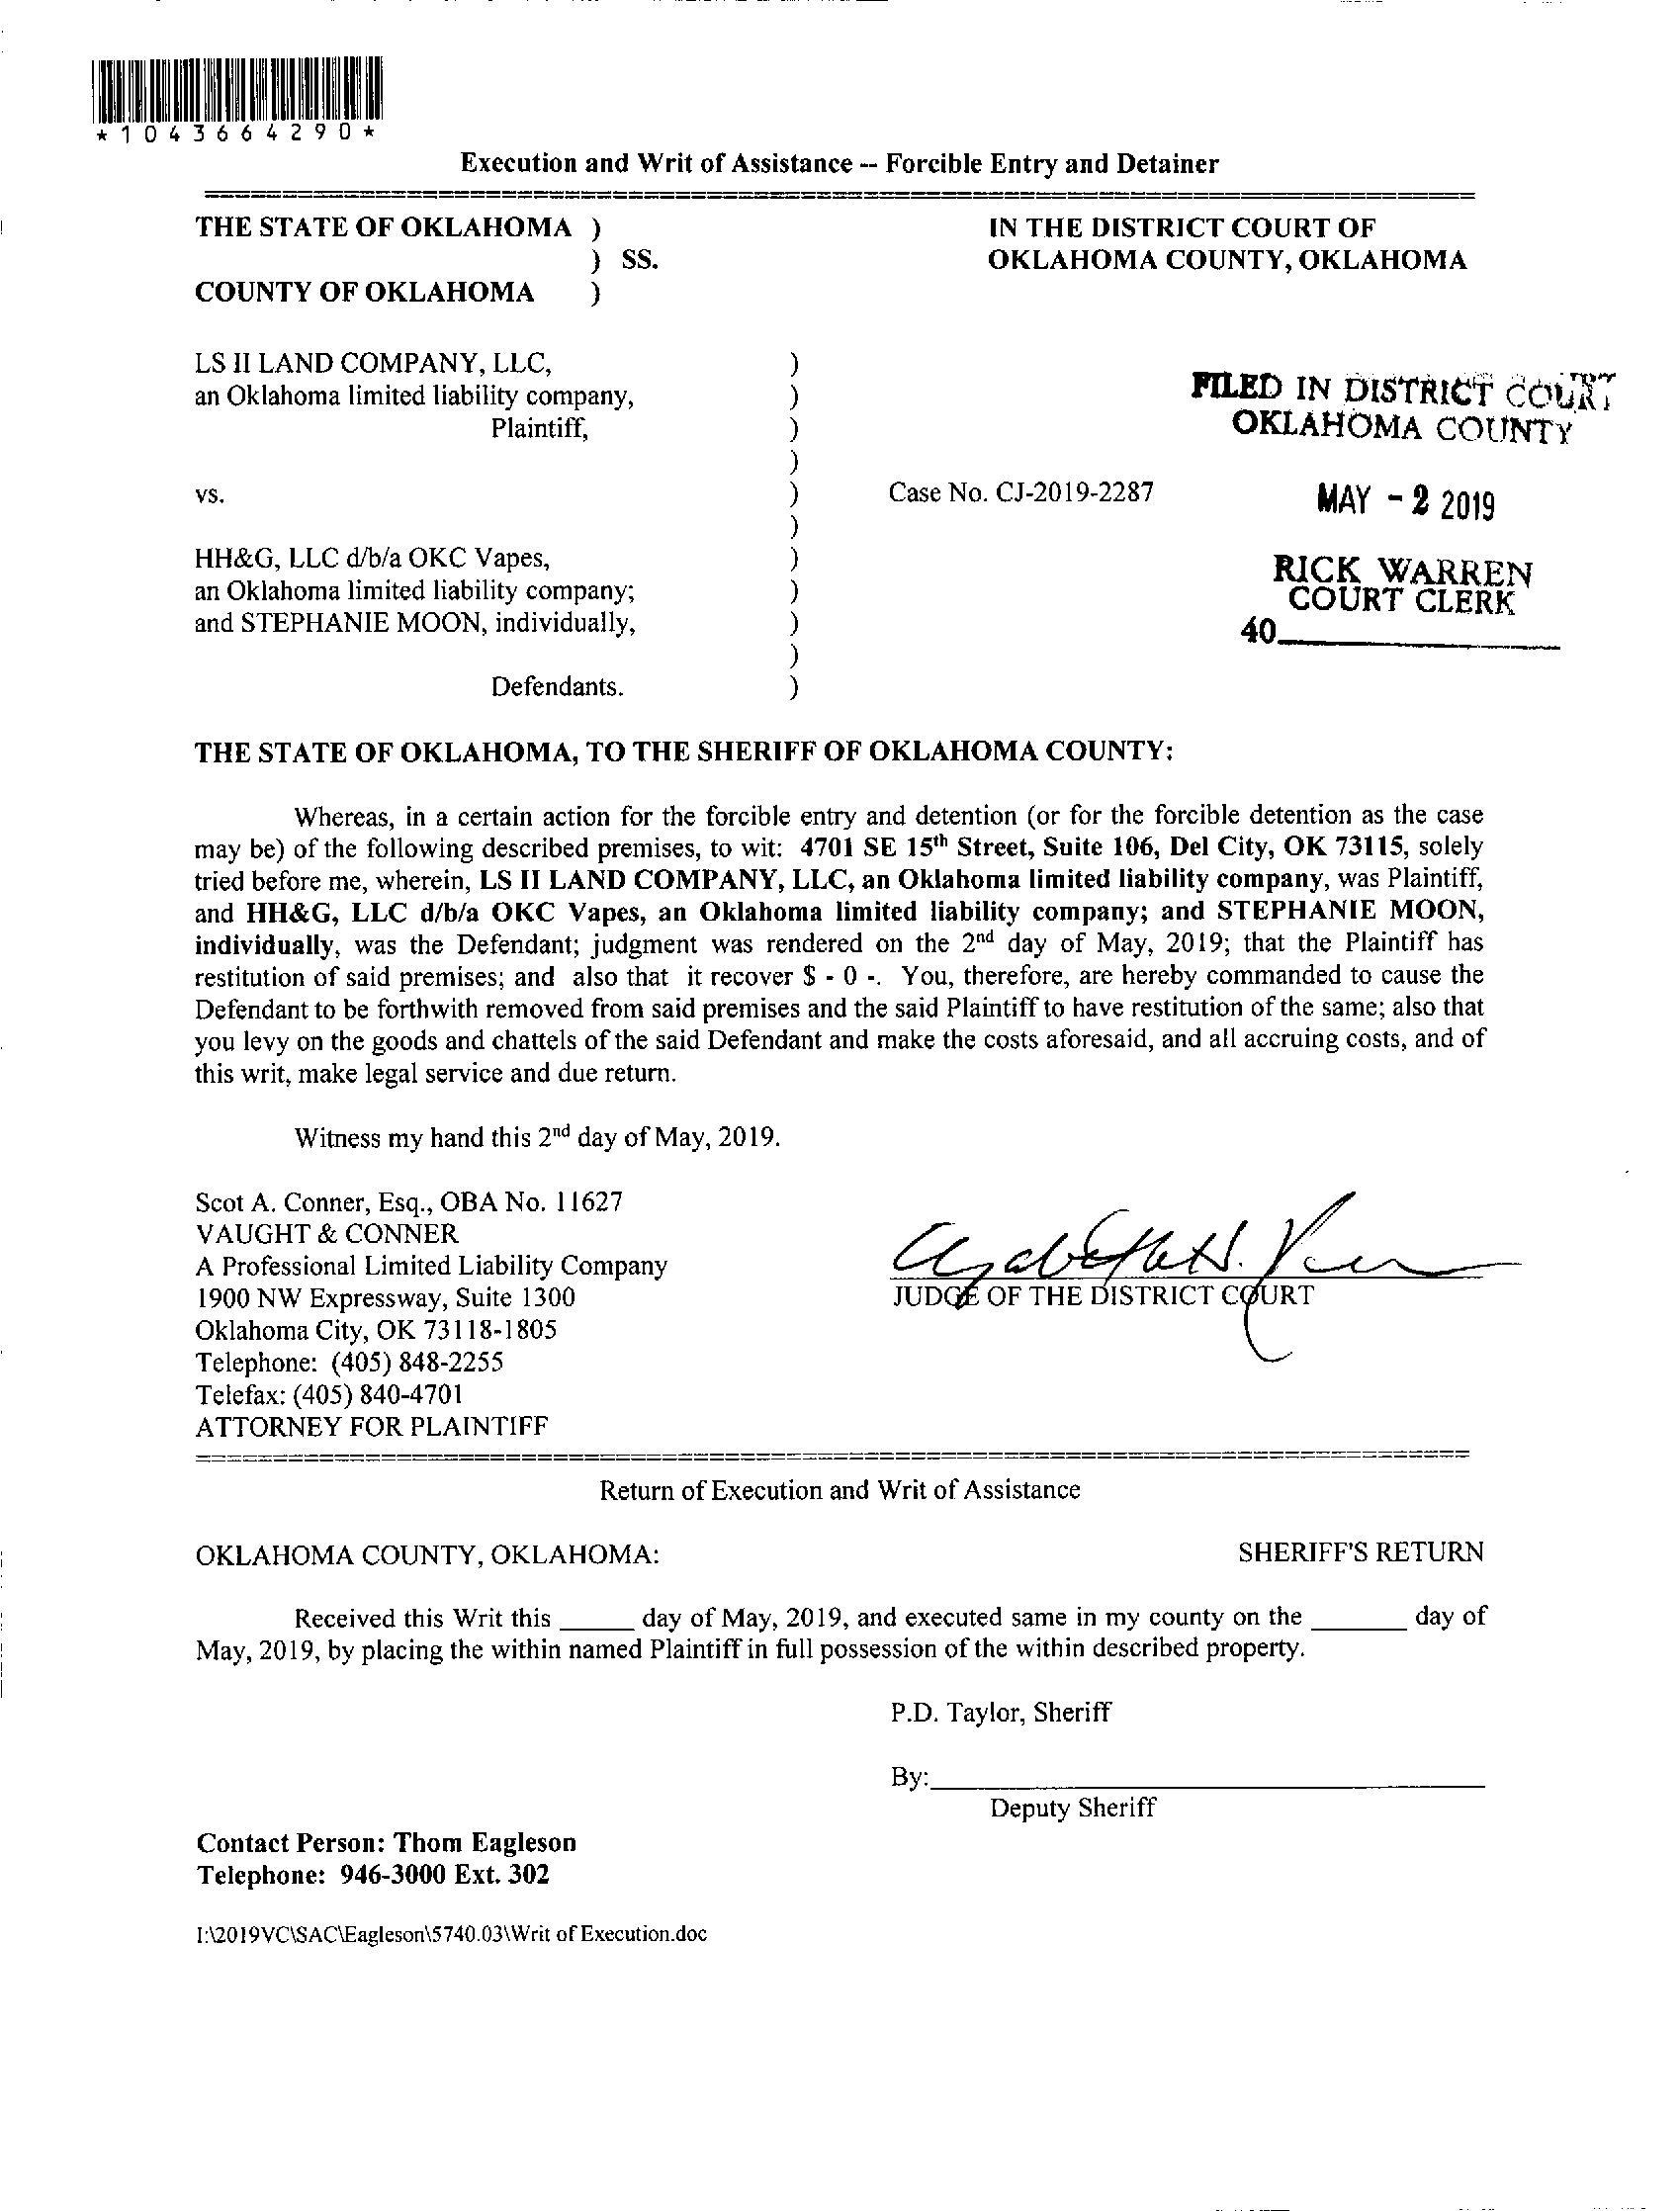 *1043664290*
Execution and Writ of Assistance -- Forcible Entry and Detainer
THE STATE OF OKLAHOMA )
) SS.
COUNTY OF OKLAHOMA )
IN THE DISTRICT COURT OF
OKLAHOMA COUNTY, OKLAHOMA
LS II LAND COMPANY, LLC, )
an Oklahoma limited liability company, )
Plaintiff, )
)
vs. ) Case No. CJ-2019-2287
)
HH&G, LLC d/b/a OKC Vapes, )
an Oklahoma limited liability company; )
and STEPHANIE MOON, individually, )
)
Defendants. )
FILED IN DISTRICT COURT
OKLAHOMA COUNTY
MAY - 2 2019
RICK WARREN
COURT CLERK
40
THE STATE OF OKLAHOMA, TO THE SHERIFF OF OKLAHOMA COUNTY:
Whereas, in a certain action for the forcible entry and detention (or for the forcible detention as the case
may be) of the following described premises, to wit: 4701 SE 15th Street, Suite 106, Del City, OK 73115, solely
tried before me, wherein, LS II LAND COMPANY, LLC, an Oklahoma limited liability company, was Plaintiff,
and HH&G, LLC d/b/a OKC Vapes, an Oklahoma limited liability company; and STEPHANIE MOON,
individually, was the Defendant; judgment was rendered on the 2nd day of May, 2019; that the Plaintiff has
restitution of said premises; and also that it recover $ - 0 -. You, therefore, are hereby commanded to cause the
Defendant to be forthwith removed from said premises and the said Plaintiff to have restitution of the same; also that
you levy on the goods and chattels of the said Defendant and make the costs aforesaid, and all accruing costs, and of
this writ, make legal service and due return.
Witness my hand this 2nd day of May, 2019.
Scot A. Conner, Esq., OBA No. 11627
VAUGHT & CONNER
A Professional Limited Liability Company
1900 NW Expressway, Suite 1300
Oklahoma City, OK 73118-1805
Telephone: (405) 848-2255
Telefax: (405) 840-4701
ATTORNEY FOR PLAINTIFF
JUDGE OF THE DISTRICT COURT
Return of Execution and Writ of Assistance
OKLAHOMA COUNTY, OKLAHOMA: SHERIFF'S RETURN
Received this Writ this _____ day of May, 2019, and executed same in my county on the _______ day of
May, 2019, by placing the within named Plaintiff in full possession of the within described property.
P.D. Taylor, Sheriff
By:
Deputy Sheriff
Contact Person: Thom Eagleson
Telephone: 946-3000 Ext. 302
I:\2019VC\SAC\Eagleson\5740.03\Writ of Execution.doc